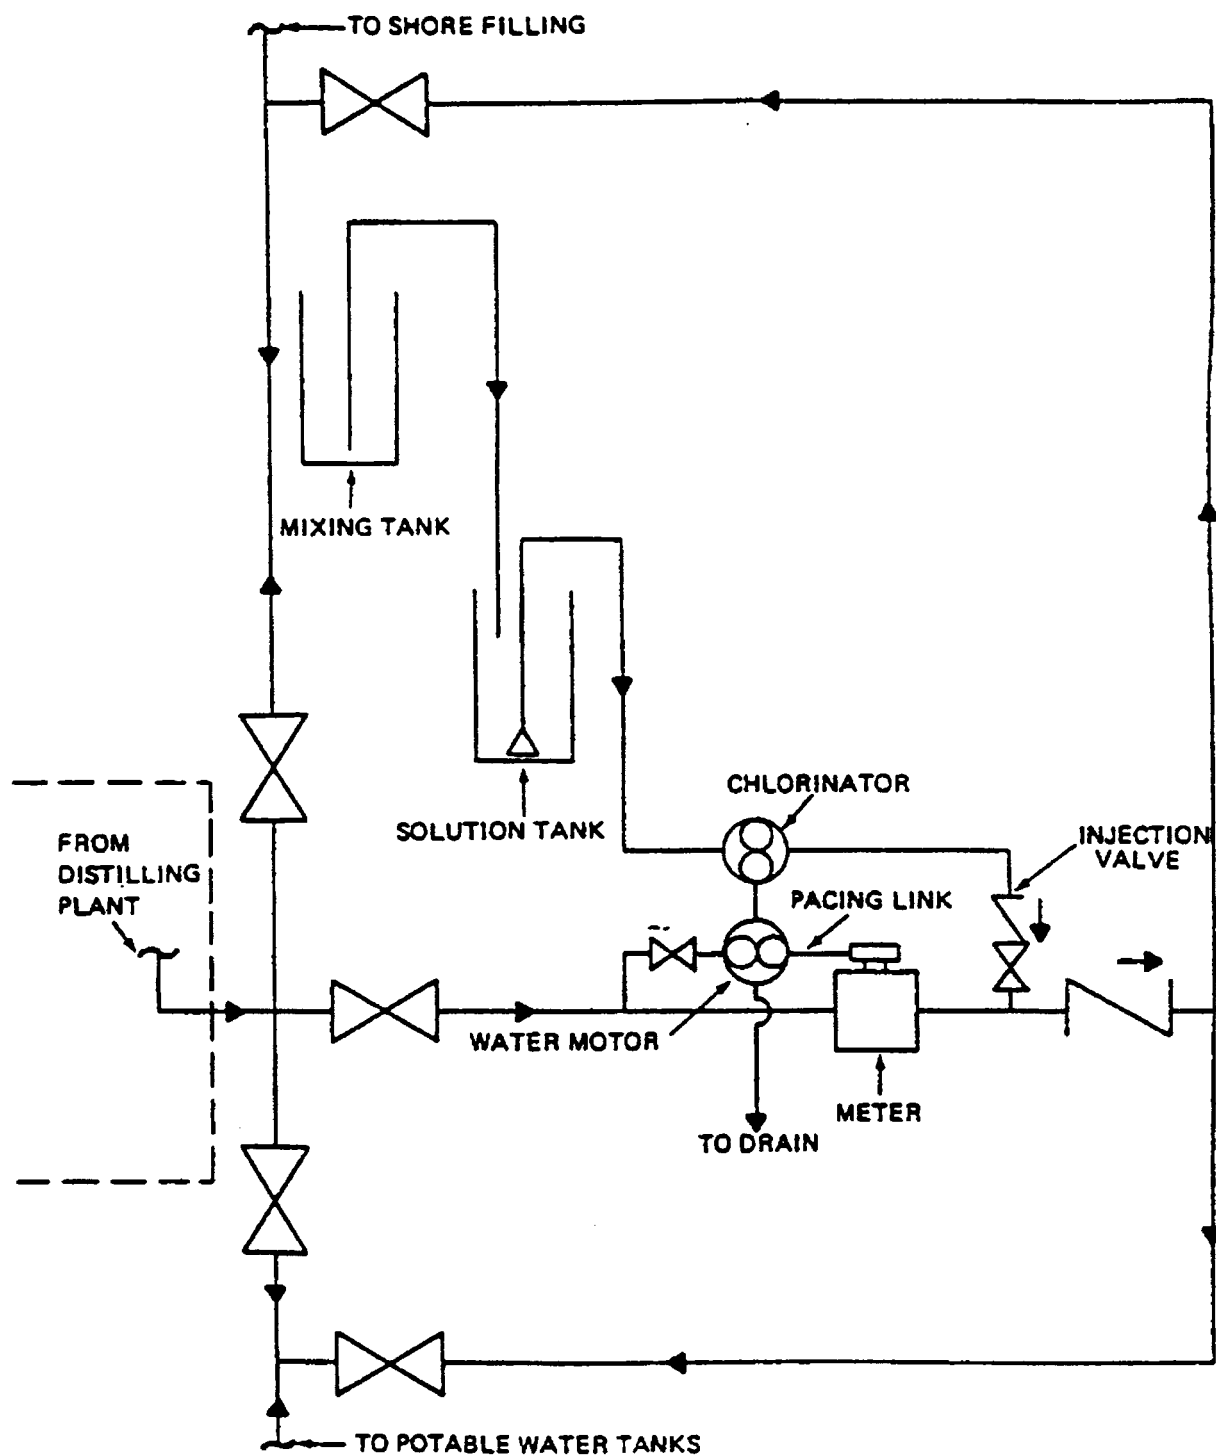 TO SHORE FILLING
MIXING TANK
SOLUTION TANK
CHLORINATOR
INJECTION
VALVE
FROM
DISTILLING
PLANT
PACING LINK
WATER MOTOR
METER
TO DRAIN
TO POTABLE WATER TANKS